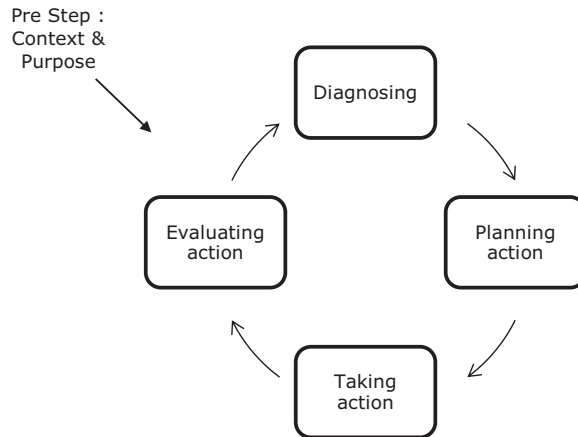 Pre Step :
Context &
Purpose
Diagnosing
Evaluating
action
Planning
action
Taking
action